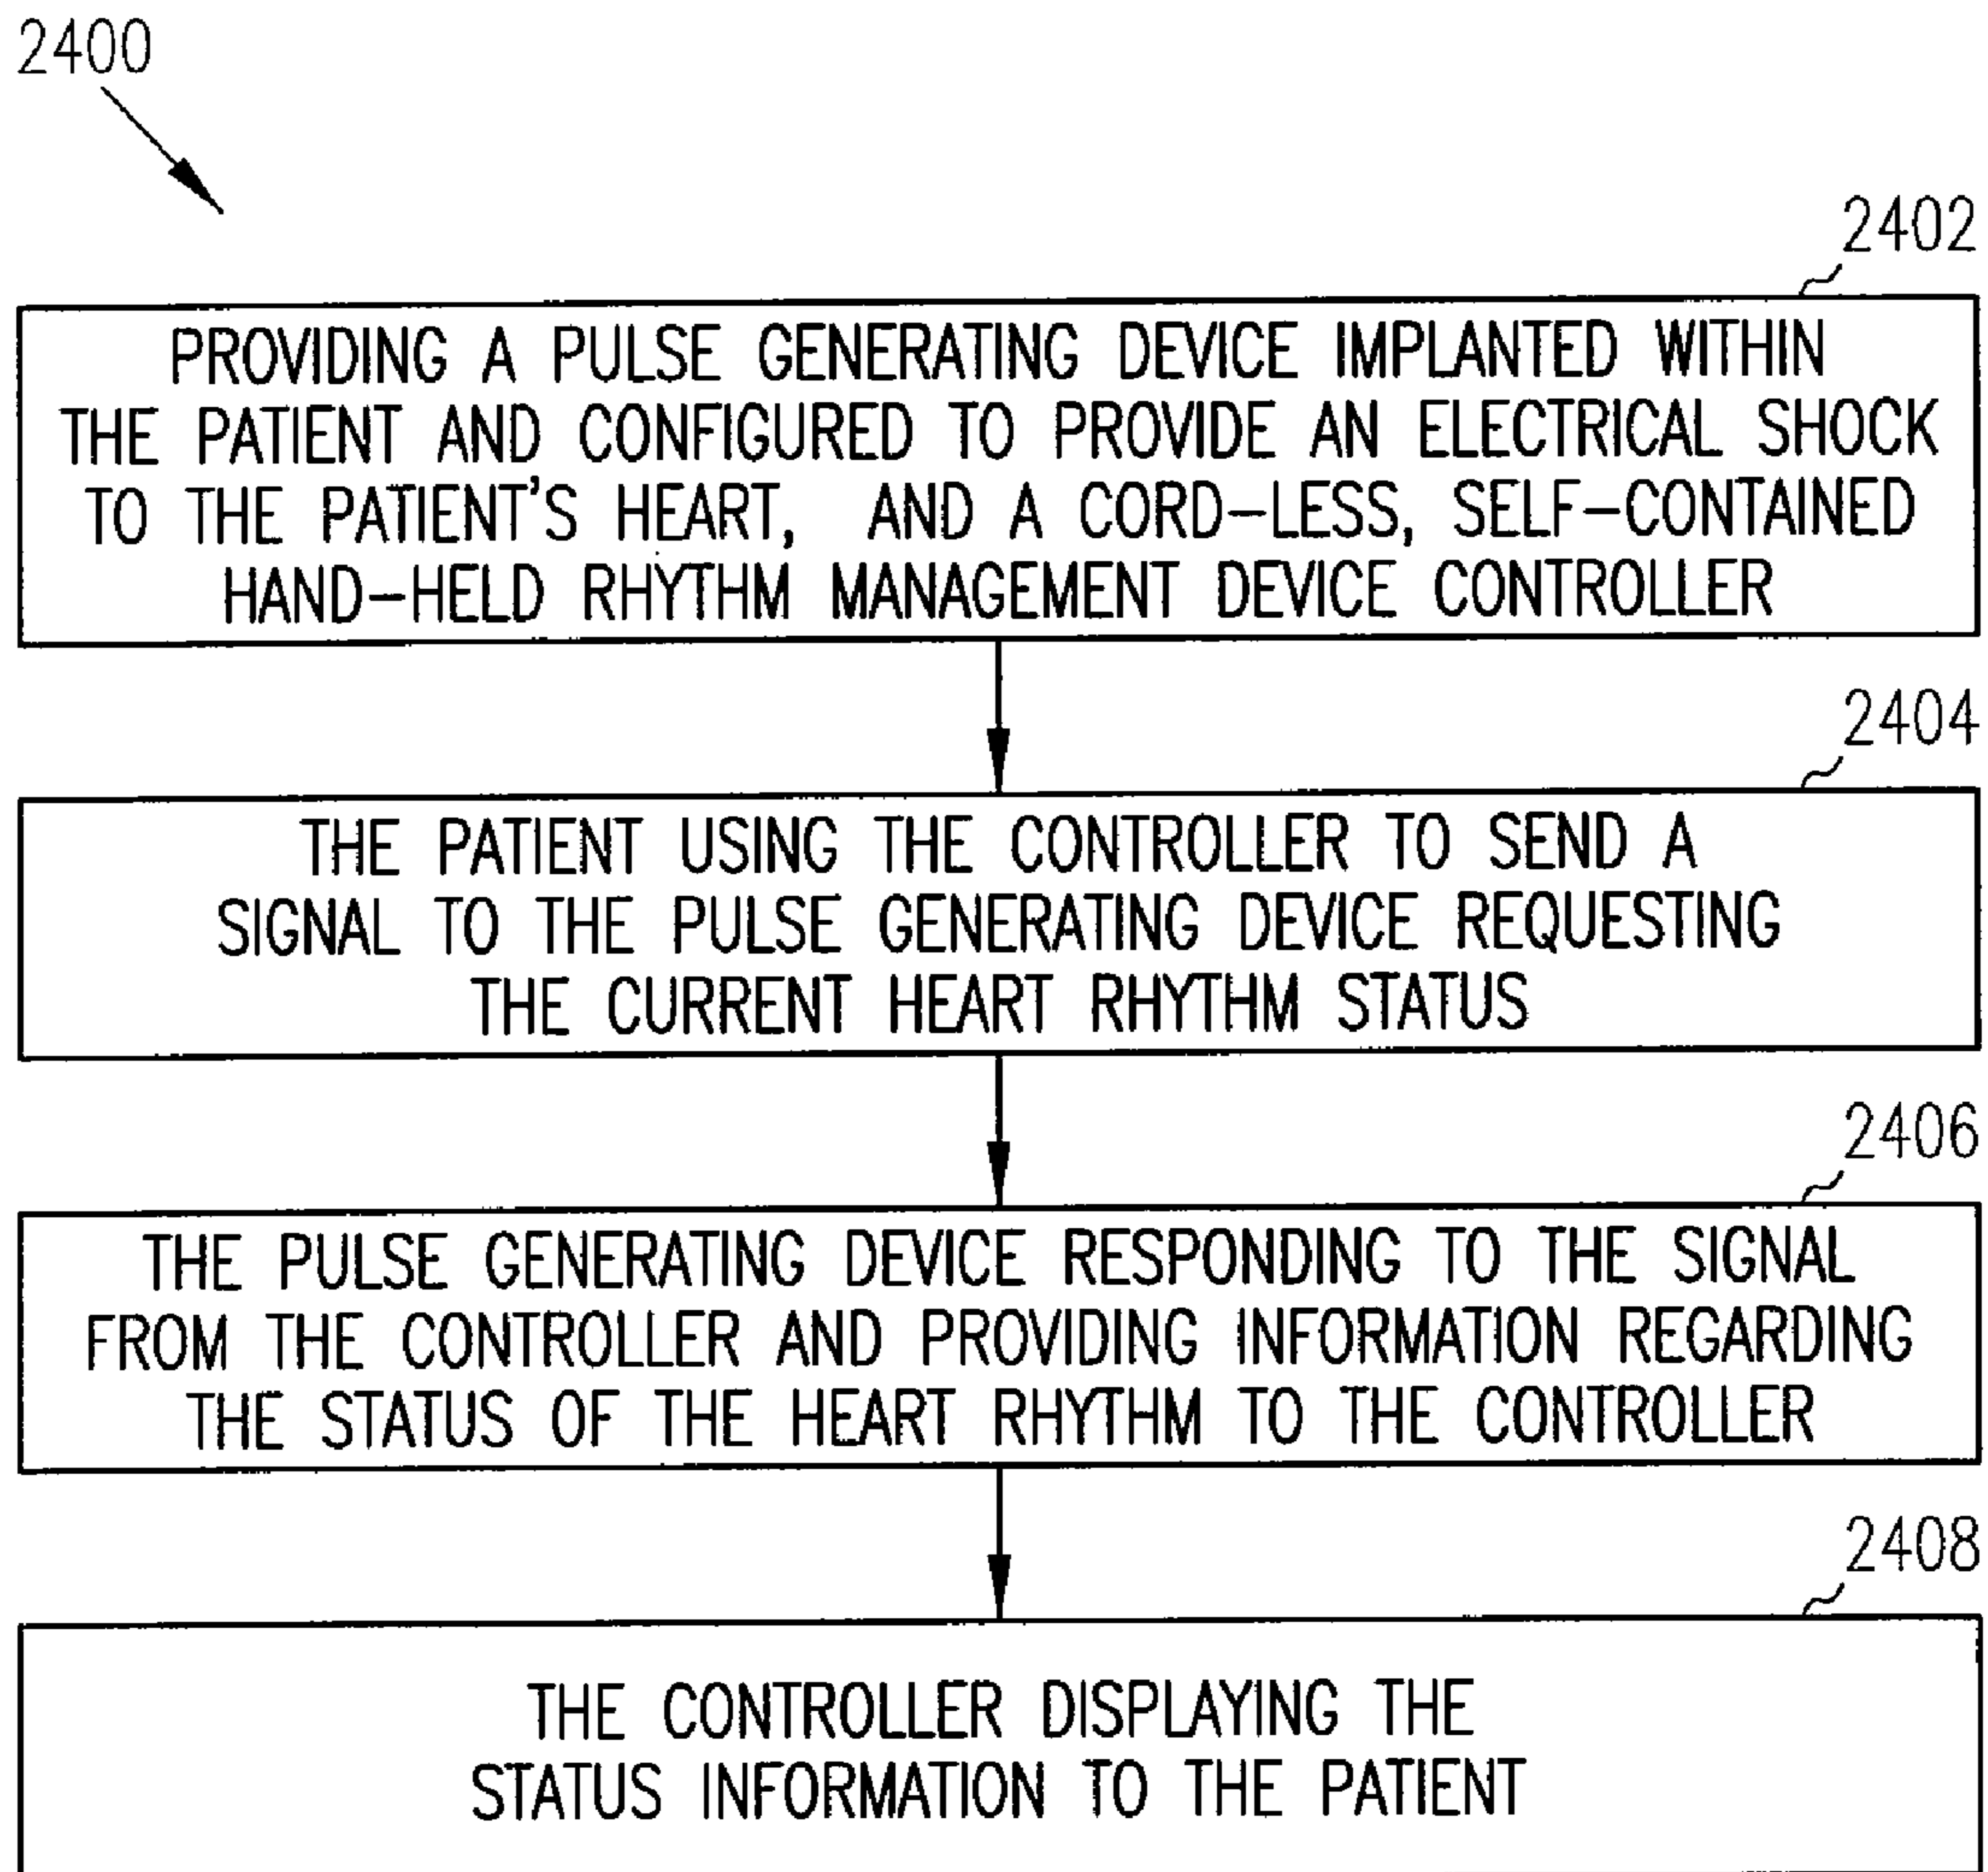 2400
2402
PROVIDING A PULSE GENERATING DEVICE IMPLANTED WITHIN
THE PATIENT AND CONFIGURED TO PROVIDE AN ELECTRICAL SHOCK
TO THE PATIENT'S HEART, AND A CORD-LESS, SELF-CONTAINED
HAND-HELD RHYTHM MANAGEMENT DEVICE CONTROLLER
2404
THE PATIENT USING THE CONTROLLER TO SEND A
SIGNAL TO THE PULSE GENERATING DEVICE REQUESTING
THE CURRENT HEART RHYTHM STATUS
2406
THE PULSE GENERATING DEVICE RESPONDING TO THE SIGNAL
FROM THE CONTROLLER AND PROVIDING INFORMATION REGARDING
THE STATUS OF THE HEART RHYTHM TO THE CONTROLLER
2408
THE CONTROLLER DISPLAYING THE
STATUS INFORMATION TO THE PATIENT